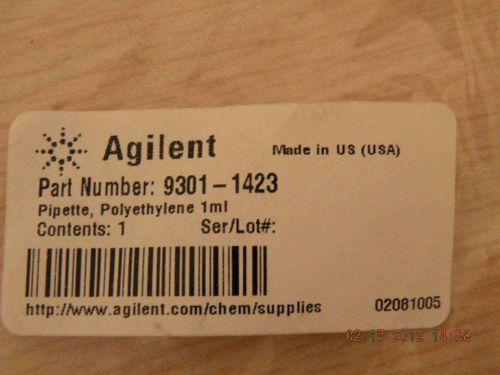 Agilent Made in US (USA)
Part Number: 9301-1423
Pipette, Polyethylene 1ml
Contents: 1 Ser/Lot#:
http://www.agilent.com/chem/supplies 02081005
02.17.2012 14:58